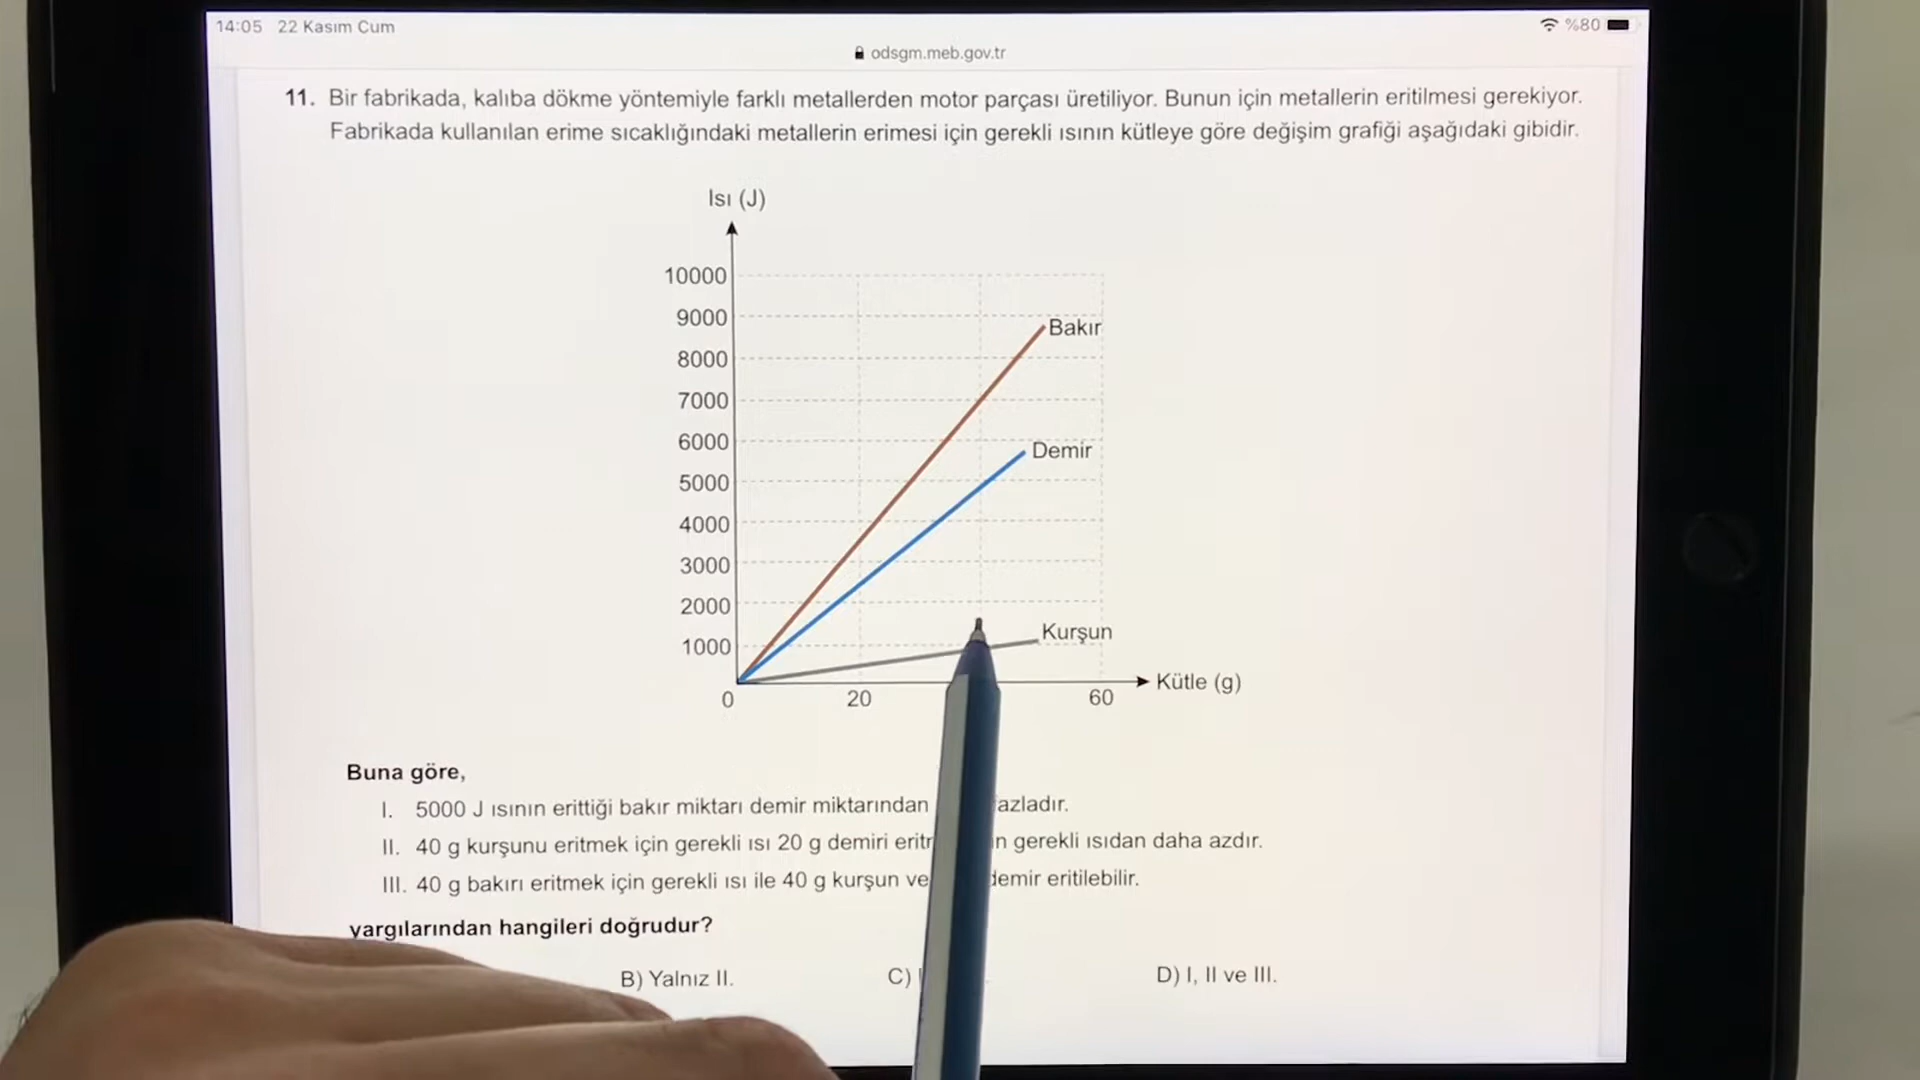 14:05 22 Kasım Cum
%80
odsgm.meb.gov.tr
11. Bir fabrikada, kalıba dökme yöntemiyle farklı metallerden motor parçası üretiliyor. Bunun için metallerin eritilmesi gerekiyor.
Fabrikada kullanılan erime sıcaklığındaki metallerin erimesi için gerekli ısının kütleye göre değişim grafiği aşağıdaki gibidir.
Isı (J)
10000
9000
Bakır
8000
7000
6000
Demir
5000
4000
3000
2000
Kurşun
1000
Kütle (g)
0 20 60
Buna göre,
I. 5000 J ısının erittiği bakır miktarı demir miktarından
II. 40 g kurşunu eritmek için gerekli ısı 20 g demiri gerekli ısıdan daha azdır.
III. 40 g bakırı eritmek için gerekli ısı ile 40 g kurşun ve eritilebilir.
yargılarından hangileri doğrudur?
B) Yalnız II. C) D) I, II ve III.